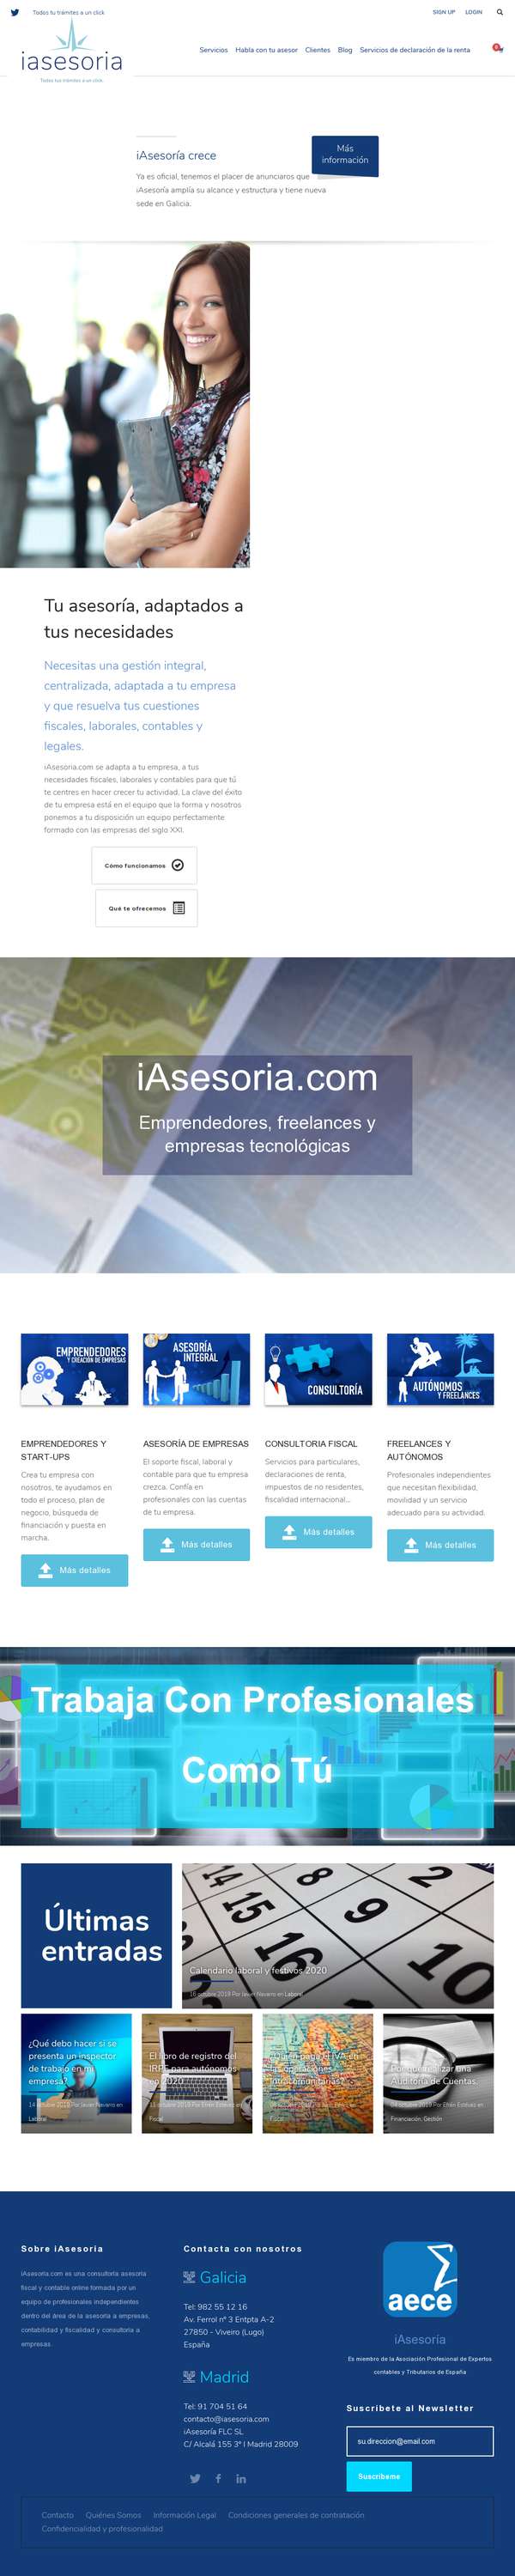 Todos tu trámites a un click
SIGN UP LOGIN
iasesoria
Todos tus trámites a un click
Servicios Habla con tu asesor Clientes Blog Servicios de declaración de la renta
0
iAsesoría crece
Ya es oficial, tenemos el placer de anunciaros que
iAsesoría amplía su alcance y estructura y tiene nueva
sede en Galicia.
Más
información
Tu asesoría, adaptados a
tus necesidades
Necesitas una gestión integral,
centralizada, adaptada a tu empresa
y que resuelva tus cuestiones
fiscales, laborales, contables y
legales.
iAsesoria.com se adapta a tu empresa, a tus
necesidades fiscales, laborales y contables para que tú
te centres en hacer crecer tu actividad. La clave del éxito
de tu empresa está en el equipo que la forma y nosotros
ponemos a tu disposición un equipo perfectamente
formado con las empresas del siglo XXI.
Cómo funcionamos
Qué te ofrecemos
iAsesoria.com
Emprendedores, freelances y
empresas tecnológicas
EMPRENDEDORES
Y CREACIÓN DE EMPRESAS
EMPRENDEDORES Y
START-UPS
Crea tu empresa con
nosotros, te ayudamos en
todo el proceso, plan de
negocio, búsqueda de
financiación y puesta en
marcha.
Más detalles
ASESORÍA
INTEGRAL
ASESORÍA DE EMPRESAS
El soporte fiscal, laboral y
contable para que tu empresa
crezca. Confía en
profesionales con las cuentas
de tu empresa.
Más detalles
CONSULTORÍA
CONSULTORIA FISCAL
Servicios para particulares,
declaraciones de renta,
impuestos de no residentes,
fiscalidad internacional...
Más detalles
AUTÓNOMOS
Y FREELANCES
FREELANCES Y
AUTÓNOMOS
Profesionales independientes
que necesitan flexibilidad,
movilidad y un servicio
adecuado para su actividad.
Más detalles
Trabaja Con Profesionales
Como Tú
Últimas
entradas
Calendario laboral y festivos 2020
16 octubre 2019 Por Javier Navarro en Laboral
¿Qué debo hacer si se
presenta un inspector
de trabajo en mi
empresa?
14 octubre 2019 Por Javier Navarro en
Laboral
El libro de registro del
IRPF para autónomos
en 2020
Fiscal
IVA en
las operaciones
intracomunitarias?
Fiscal
realizar una
Auditoría de Cuentas.
octubre 2019 Por Efrén Estévez en
Financiación, Gestión
Sobre iAsesoria
iAsesoria.com es una consultoría asesoría
fiscal y contable online formada por un
equipo de profesionales independientes
dentro del área de la asesoría a empresas,
contabilidad y fiscalidad y consultoría a
empresas.
Contacta con nosotros
Galicia
Tel: 982 55 12 16
Av. Ferrol nº 3 Entpta A-2
27850 - Viveiro (Lugo)
España
Madrid
Tel: 91 704 51 64
contacto@iasesoria.com
iAsesoría FLC SL
C/ Alcalá 155 3º I Madrid 28009
aece
iAsesoría
Es miembro de la Asociación Profesional de Expertos
contables y Tributarios de España
Suscribete al Newsletter
su.direccion@email.com
Suscríbeme
Contacto Quiénes Somos Información Legal Condiciones generales de contratación
Confidencialidad y profesionalidad